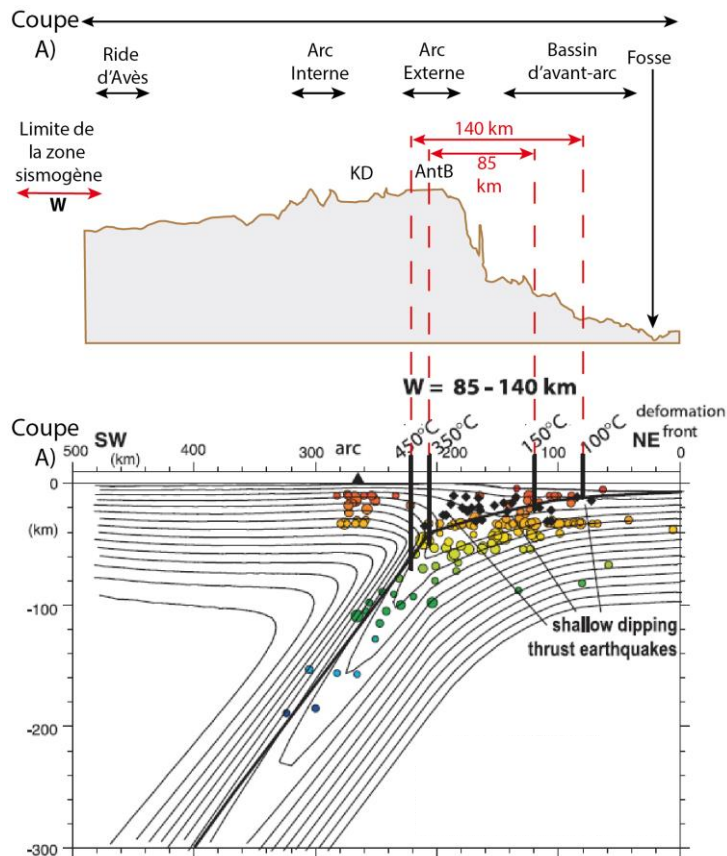 Coupe
A)
Ride
d'Avès
Arc
Interne
Arc
Externe
Bassin
d'avant-arc
Fosse
Limite de
la zone
sismogène
W
140 km
85
km
KD
AntB
W = 85 - 140 km
Coupe
A)
SW
arc
450°C
350°C
150°C
100°C
NE
deformation
front
500
(km)
400
300
200
100
0
0
(km)
-100
-200
-300
shallow dipping
thrust earthquakes